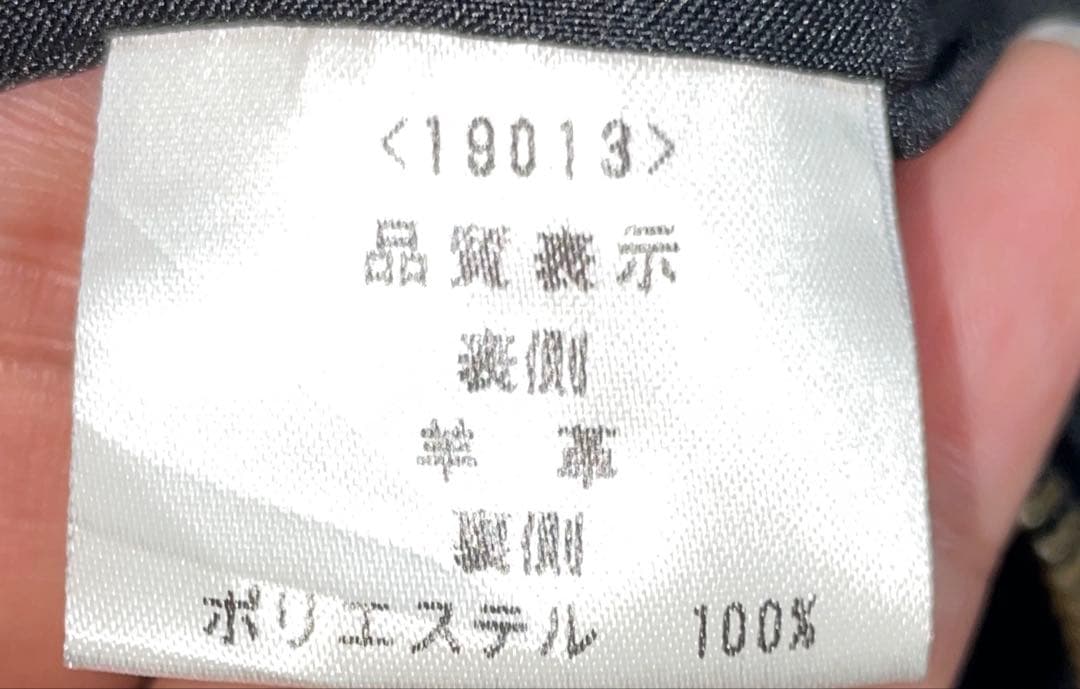 <19013>
品質表示
表側
羊 革
裏側
ポリエステル 100%